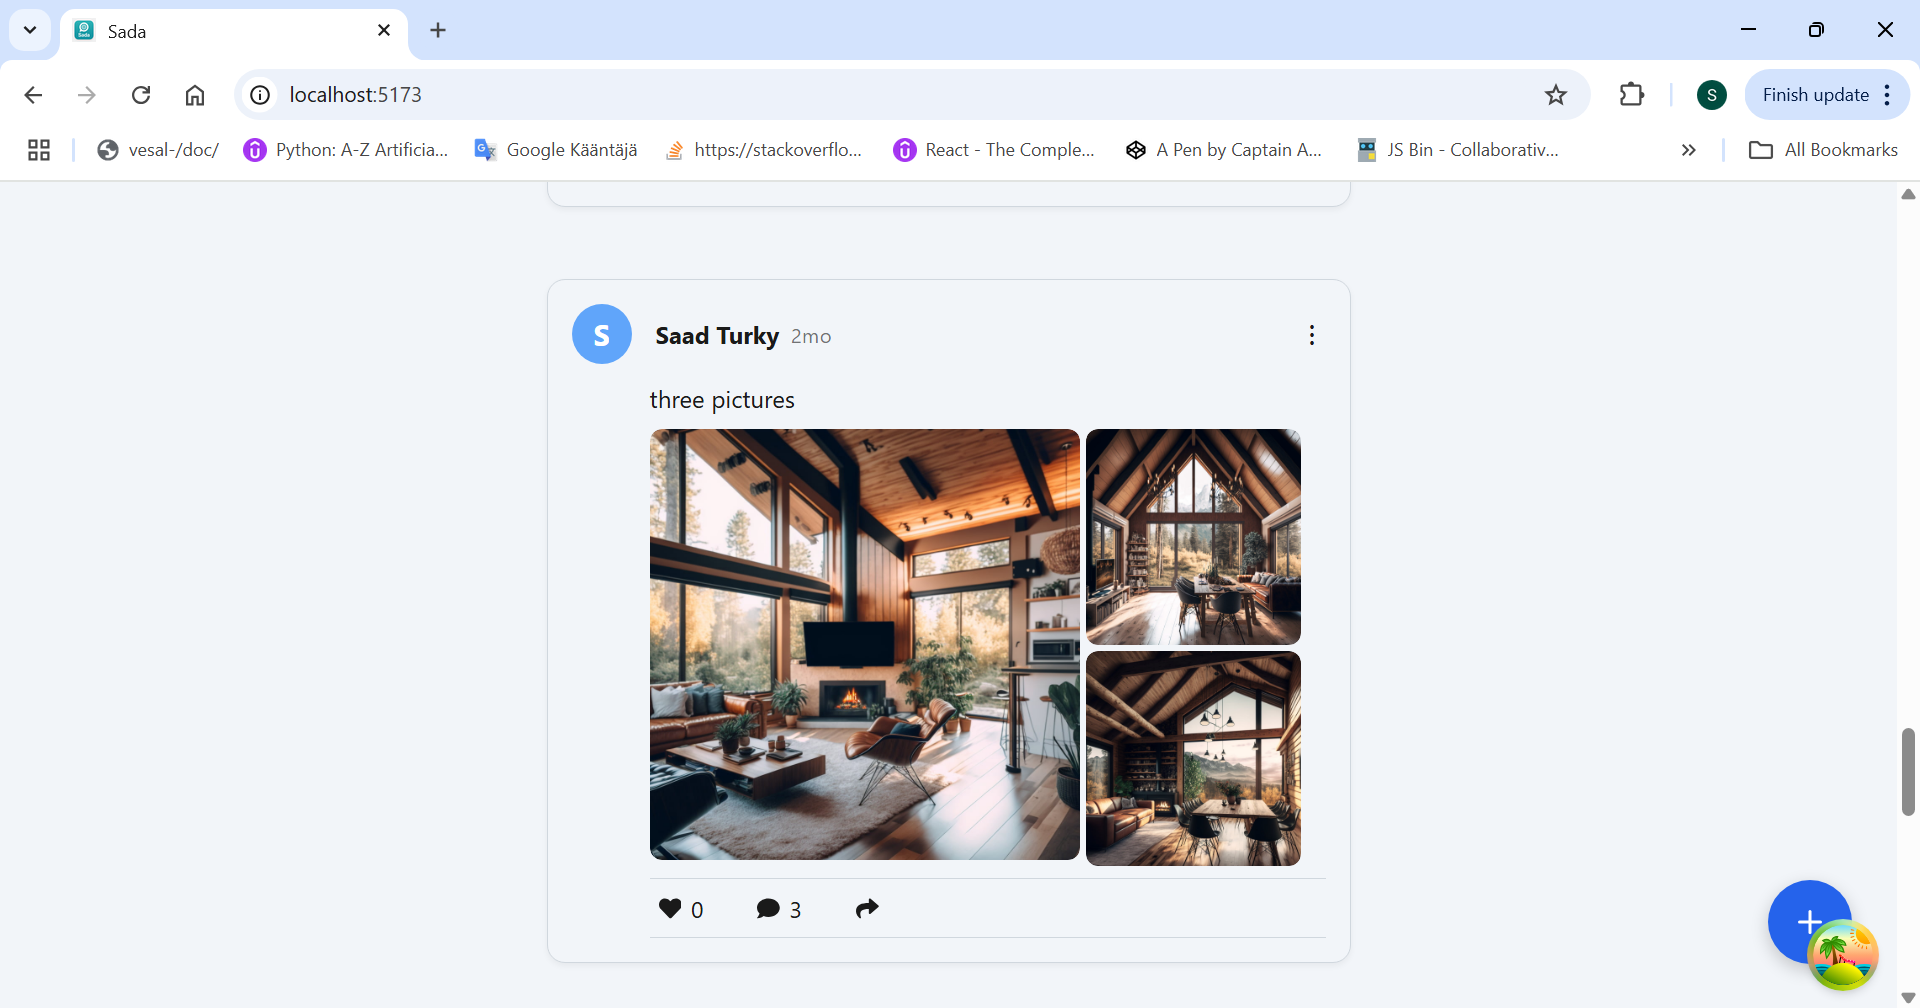 Sada
localhost:5173
S
Finish update
vesal-/doc/
Python: A-Z Artificia...
Google Kääntäjä
https://stackoverflo...
React - The Comple...
A Pen by Captain A...
JS Bin - Collaborativ...
All Bookmarks
S
Saad Turky 2mo
three pictures
0
3